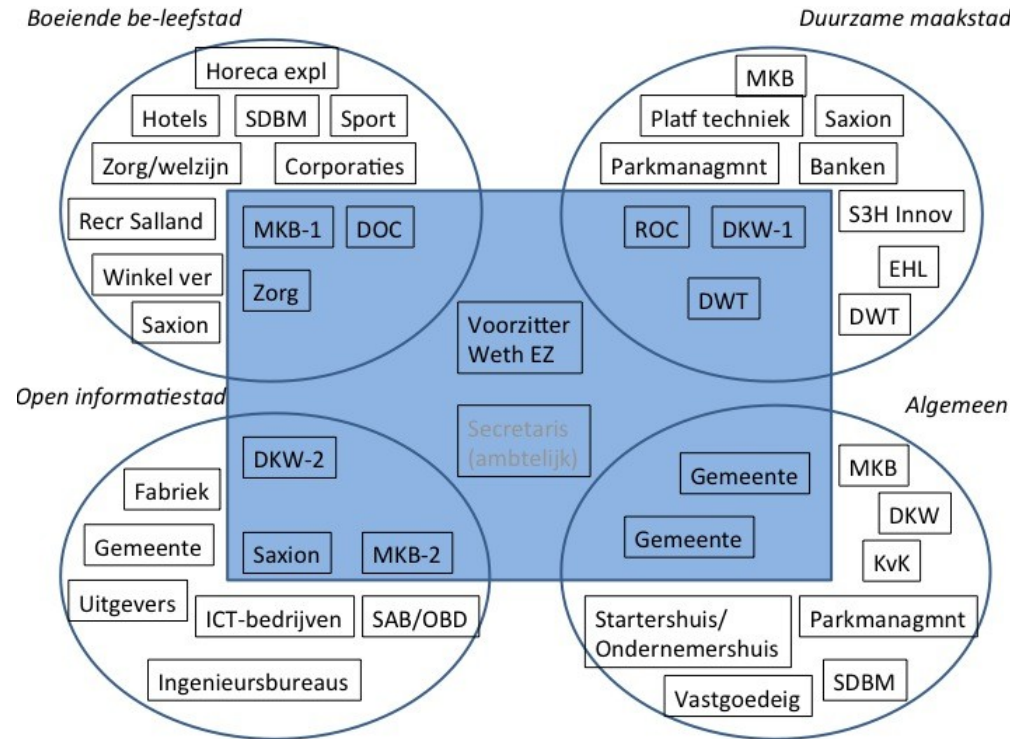 Boeiende be-leefstad
Horeca expl
Hotels
SDBM
Sport
Zorg/welzijn
Corporaties
Recr Salland
MKB-1
DOC
Winkel ver
Zorg
Saxion
Duurzame maakstad
MKB
Platf techniek
Saxion
Parkmanagmnt
Banken
S3H Innov
ROC
DKW-1
EHL
DWT
DWT
Voorzitter
Weth EZ
Secretaris
(ambtelijk)
Open informatiestad
DKW-2
Fabriek
Gemeente
Saxion
MKB-2
Uitgevers
ICT-bedrijven
SAB/OBD
Ingenieursbureaus
Algemeen
MKB
Gemeente
DKW
Gemeente
KvK
Startershuis/
Ondernemershuis
Parkmanagmnt
SDBM
Vastgoedeig